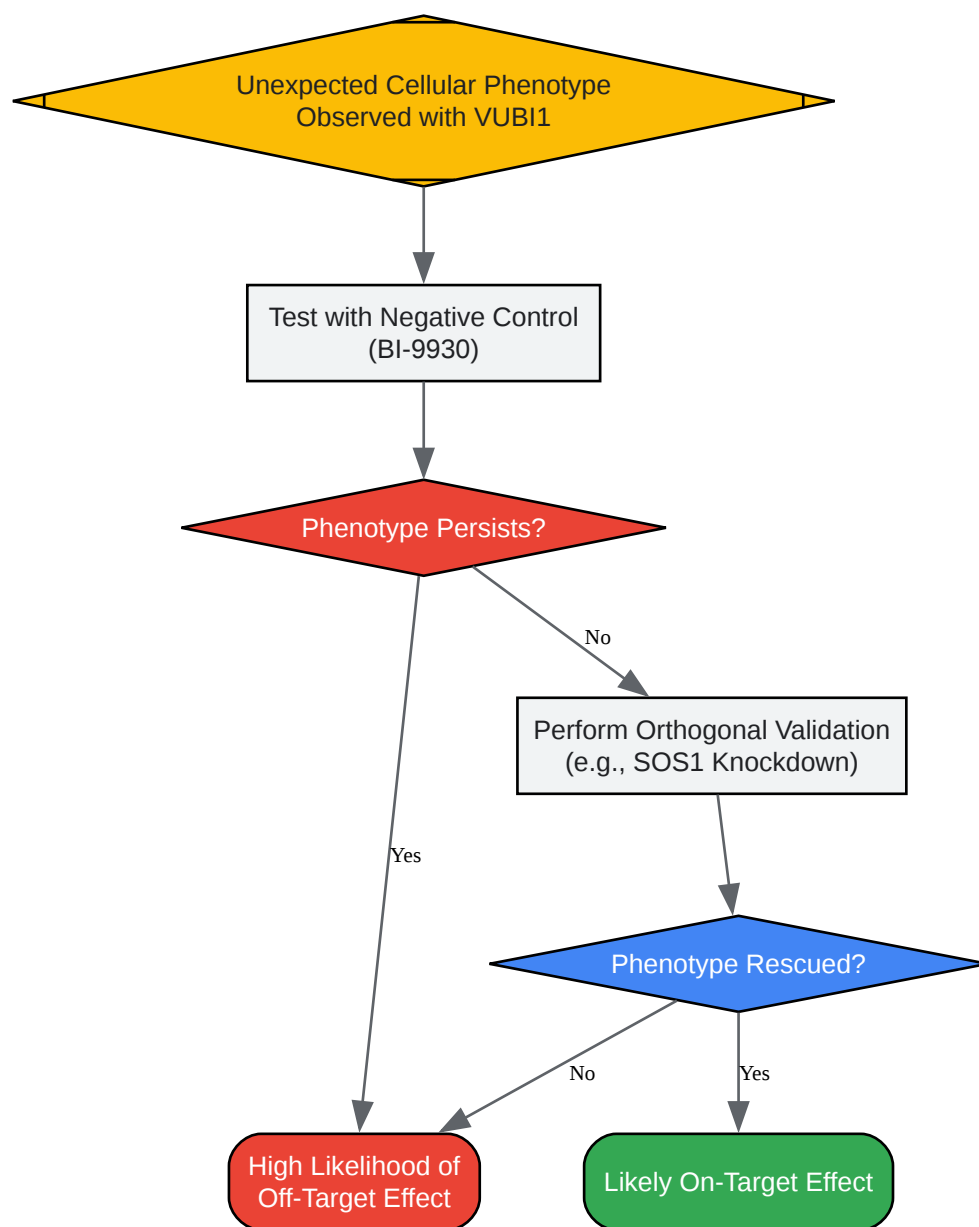 Unexpected Cellular Phenotype
Observed with VUBI1
Test with Negative Control
(BI-9930)
Phenotype Persists?
No
Perform Orthogonal Validation
(e.g., SOS1 Knockdown)
Yes
Phenotype Rescued?
No
Yes
High Likelihood of
Off-Target Effect
Likely On-Target Effect